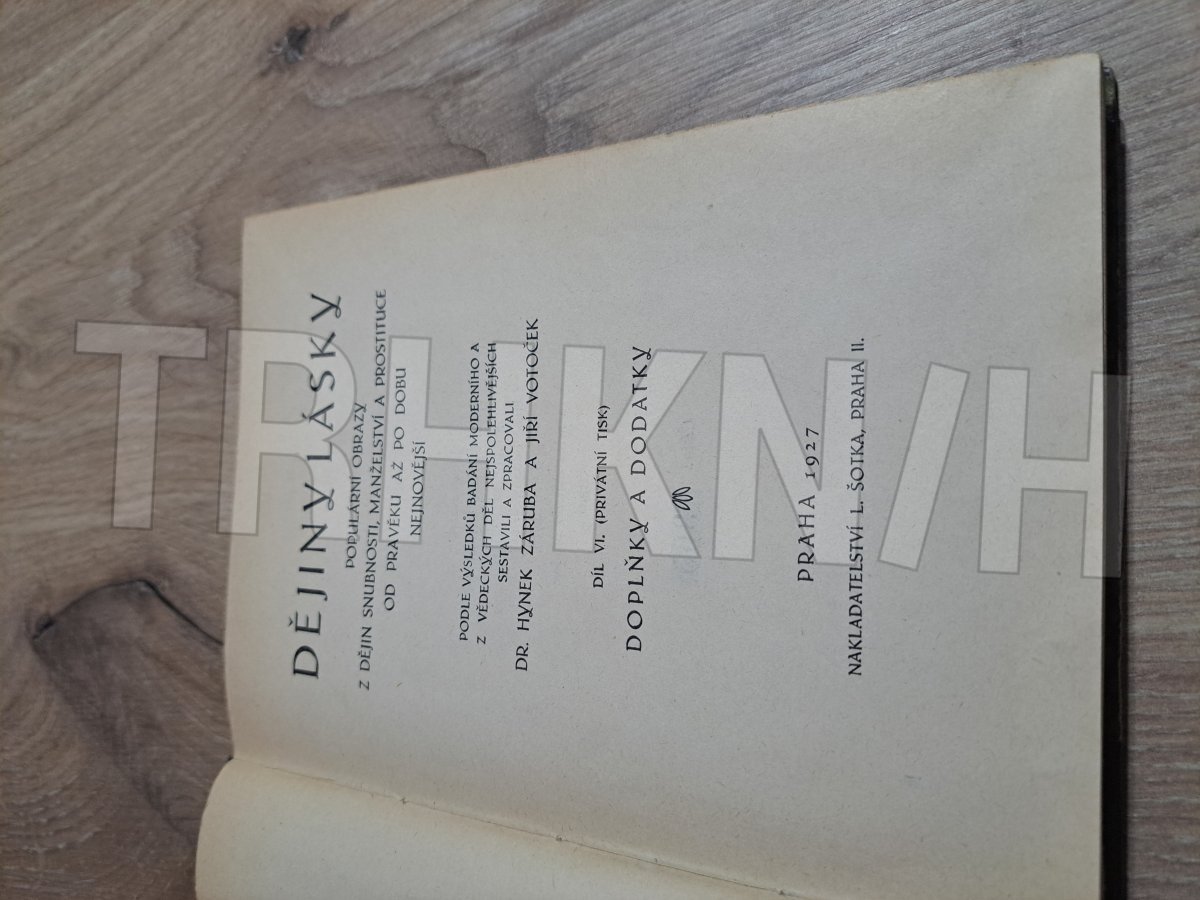 DĚJINY LÁSKY
POPULÁRNÍ OBRAZY
Z DĚJIN SNUBNOSTI, MANŽELSTVÍ A PROSTITUCE
OD PRAVĚKU AŽ PO DOBU
NEJNOVĚJŠÍ
PODLE VÝSLEDKŮ BADÁNÍ MODERNÍHO A
Z VĚDECKÝCH DĚL NEJSPOLEHLIVĚJŠÍCH
SESTAVILI A ZPRACOVALI
DR. HYNEK ZÁRUBA A JIŘÍ VOTOČEK
DÍL VI. (PRIVÁTNÍ TISK)
DOPLŇKY A DODATKY
PRAHA 1927
NAKLADATELSTVÍ L. ŠOTKA, PRAHA II.
TRHKNIH